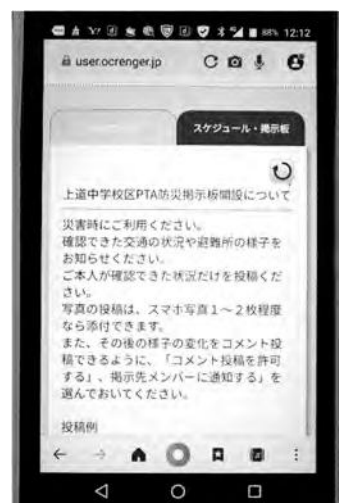 88% 12:12
user.ocrenger.jp
スケジュール・掲示板
上道中学校区PTA防災掲示板開設について
災害時にご利用ください。
確認できた交通の状況や避難所の様子を
お知らせください。
ご本人が確認できた状況だけを投稿くだ
さい。
写真の投稿は、スマホ写真１～２枚程度
なら添付できます。
また、その後の様子の変化をコメント投
稿できるように、「コメント投稿を許可
する」、掲示先メンバーに通知する」を
選んでおいてください。
投稿例